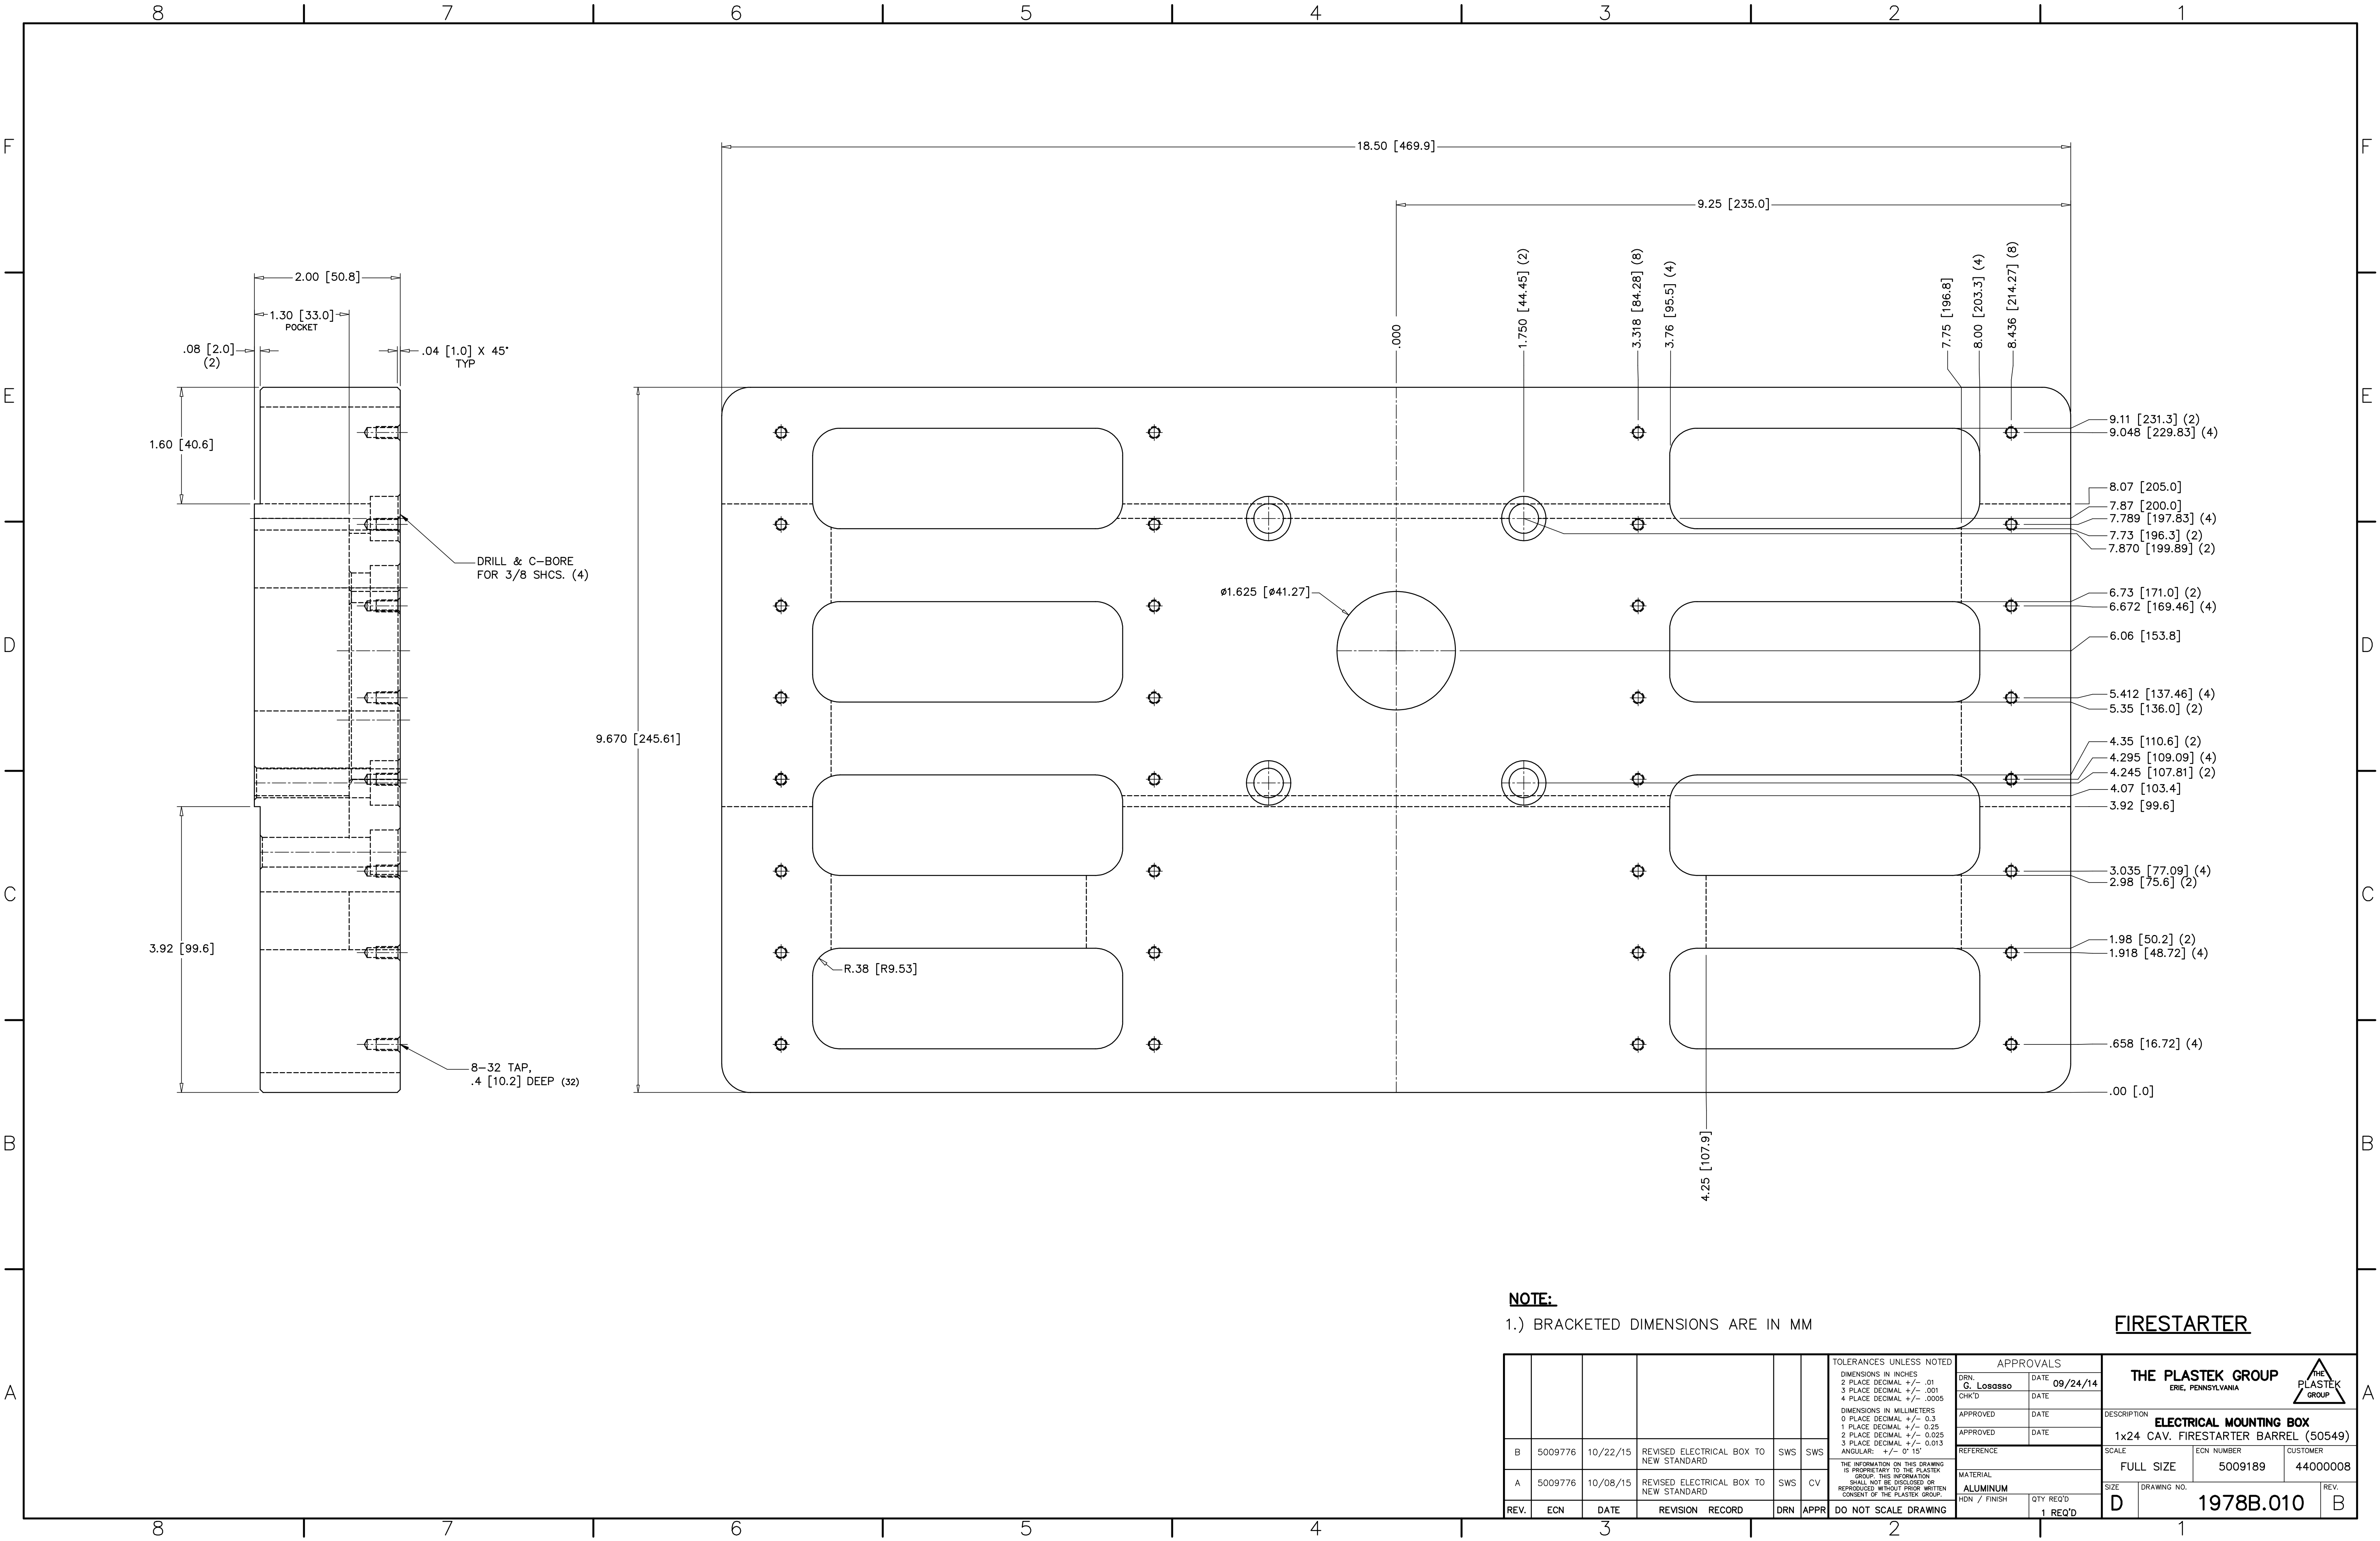 8 7 6 5 4 3 2 1
F F
E E
D D
C C
B B
A A
8 7 6 5 4 3 2 1
2.00 [50.8]
1.30 [33.0]
POCKET
.08 [2.0]
(2)
.04 [1.0] X 45°
TYP
1.60 [40.6]
DRILL & C-BORE
FOR 3/8 SHCS. (4)
3.92 [99.6]
8-32 TAP,
.4 [10.2] DEEP (32)
18.50 [469.9]
9.25 [235.0]
.000
1.750 [44.45] (2)
3.318 [84.28] (8)
3.76 [95.5] (4)
7.75 [196.8]
8.00 [203.3] (4)
8.436 [214.27] (8)
9.670 [245.61]
ø1.625 [ø41.27]
R.38 [R9.53]
4.25 [107.9]
9.11 [231.3] (2)
9.048 [229.83] (4)
8.07 [205.0]
7.87 [200.0]
7.789 [197.83] (4)
7.73 [196.3] (2)
7.870 [199.89] (2)
6.73 [171.0] (2)
6.672 [169.46] (4)
6.06 [153.8]
5.412 [137.46] (4)
5.35 [136.0] (2)
4.35 [110.6] (2)
4.295 [109.09] (4)
4.245 [107.81] (2)
4.07 [103.4]
3.92 [99.6]
3.035 [77.09] (4)
2.98 [75.6] (2)
1.98 [50.2] (2)
1.918 [48.72] (4)
.658 [16.72] (4)
.00 [.0]
NOTE:
1.) BRACKETED DIMENSIONS ARE IN MM
FIRESTARTER
B 5009776 10/22/15 REVISED ELECTRICAL BOX TO SWS SWS
NEW STANDARD
A 5009776 10/08/15 REVISED ELECTRICAL BOX TO SWS CV
NEW STANDARD
REV. ECN DATE REVISION RECORD DRN APPR
TOLERANCES UNLESS NOTED
DIMENSIONS IN INCHES
2 PLACE DECIMAL +/- .01
3 PLACE DECIMAL +/- .001
4 PLACE DECIMAL +/- .0005
DIMENSIONS IN MILLIMETERS
0 PLACE DECIMAL +/- 0.3
1 PLACE DECIMAL +/- 0.25
2 PLACE DECIMAL +/- 0.025
3 PLACE DECIMAL +/- 0.013
ANGULAR: +/- 0° 15'
THE INFORMATION ON THIS DRAWING
IS PROPRIETARY TO THE PLASTEK
GROUP. THIS INFORMATION
SHALL NOT BE DISCLOSED OR
REPRODUCED WITHOUT PRIOR WRITTEN
CONSENT OF THE PLASTEK GROUP.
DO NOT SCALE DRAWING
APPROVALS
DRN. G. Losasso DATE 09/24/14
CHK'D DATE
APPROVED DATE
APPROVED DATE
REFERENCE
MATERIAL
ALUMINUM
HDN / FINISH QTY REQ'D
1 REQ'D
THE PLASTEK GROUP
ERIE, PENNSYLVANIA
THE
PLASTEK
GROUP
DESCRIPTION
ELECTRICAL MOUNTING BOX
1x24 CAV. FIRESTARTER BARREL (50549)
SCALE ECN NUMBER CUSTOMER
FULL SIZE 5009189 44000008
SIZE DRAWING NO. REV.
D 1978B.010 B